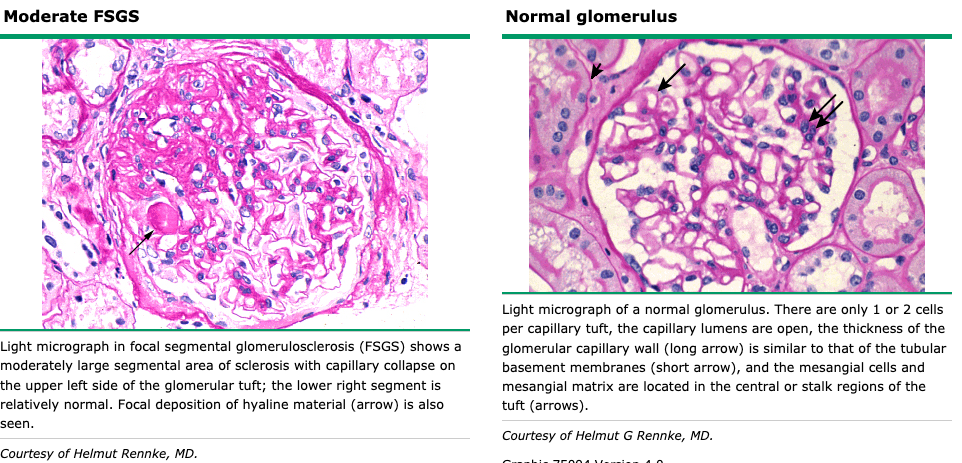 Moderate FSGS
Light micrograph in focal segmental glomerulosclerosis (FSGS) shows a
moderately large segmental area of sclerosis with capillary collapse on
the upper left side of the glomerular tuft; the lower right segment is
relatively normal. Focal deposition of hyaline material (arrow) is also
seen.
Courtesy of Helmut Rennke, MD.
Normal glomerulus
Light micrograph of a normal glomerulus. There are only 1 or 2 cells
per capillary tuft, the capillary lumens are open, the thickness of the
glomerular capillary wall (long arrow) is similar to that of the tubular
basement membranes (short arrow), and the mesangial cells and
mesangial matrix are located in the central or stalk regions of the
tuft (arrows).
Courtesy of Helmut G Rennke, MD.